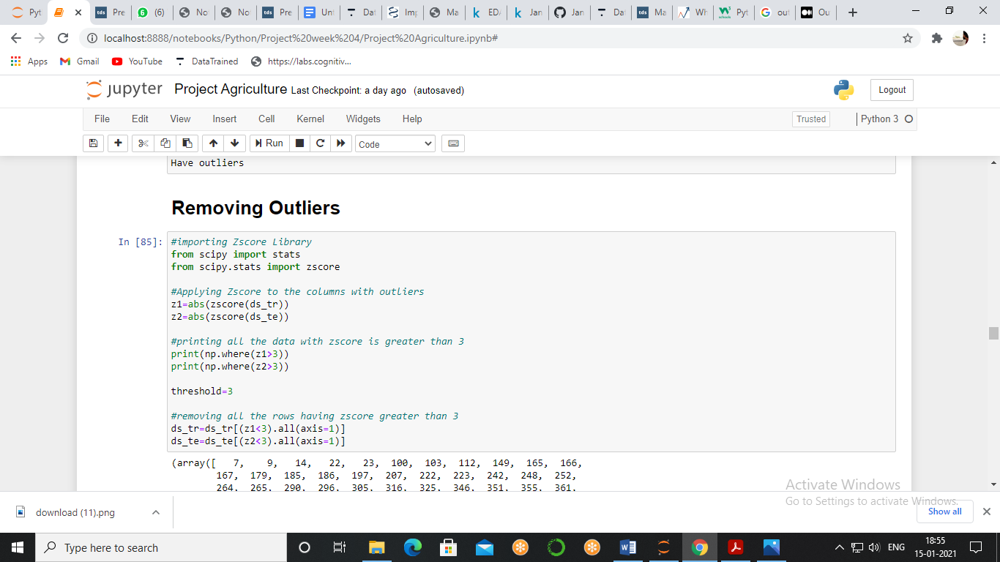 Pyt
Pre
(6)
No
No
Pre
Unt
Dat
Imp
Ma
EDA
Jan
Jan
Dat
Ma
Wh
Pyt
out
Ou
localhost:8888/notebooks/Python/Project%20week%204/Project%20Agriculture.ipynb#
Apps Gmail YouTube DataTrained https://labs.cognitiv...
jupyter Project Agriculture Last Checkpoint: a day ago (autosaved) Logout
File Edit View Insert Cell Kernel Widgets Help Trusted Python 3
Run Code
Have outliers
Removing Outliers
In [85]: #importing Zscore Library
from scipy import stats
from scipy.stats import zscore
#Applying Zscore to the columns with outliers
z1=abs(zscore(ds_tr))
z2=abs(zscore(ds_te))
#printing all the data with zscore is greater than 3
print(np.where(z1>3))
print(np.where(z2>3))
threshold=3
#removing all the rows having zscore greater than 3
ds_tr=ds_tr[(z1<3).all(axis=1)]
ds_te=ds_te[(z2<3).all(axis=1)]
(array([ 7, 9, 14, 22, 23, 100, 103, 112, 149, 165, 166,
167, 179, 185, 186, 197, 207, 222, 223, 242, 248, 252,
264, 265, 290, 296, 305, 316, 325, 346, 351, 355, 361,
Activate Windows
Go to Settings to activate Windows.
download (11).png
Show all
Type here to search
ENG
18:55
15-01-2021